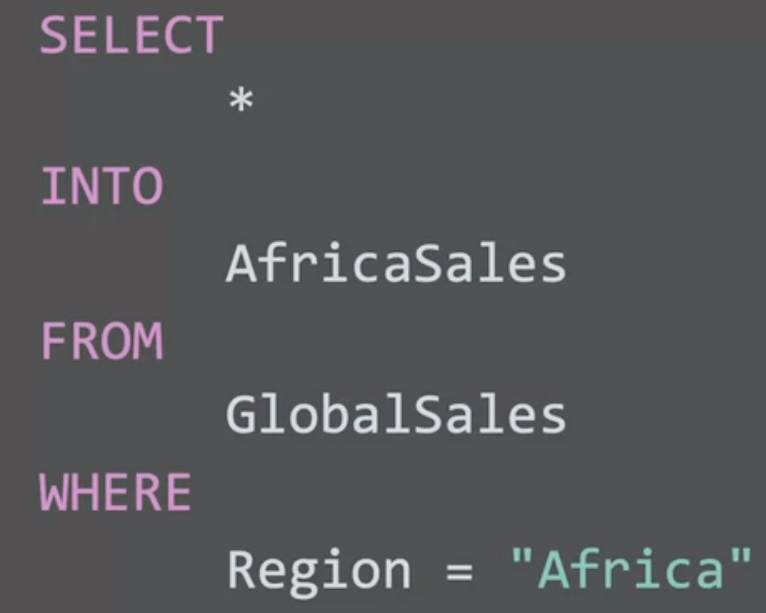 SELECT
*
INTO
AfricaSales
FROM
GlobalSales
WHERE
Region = "Africa"